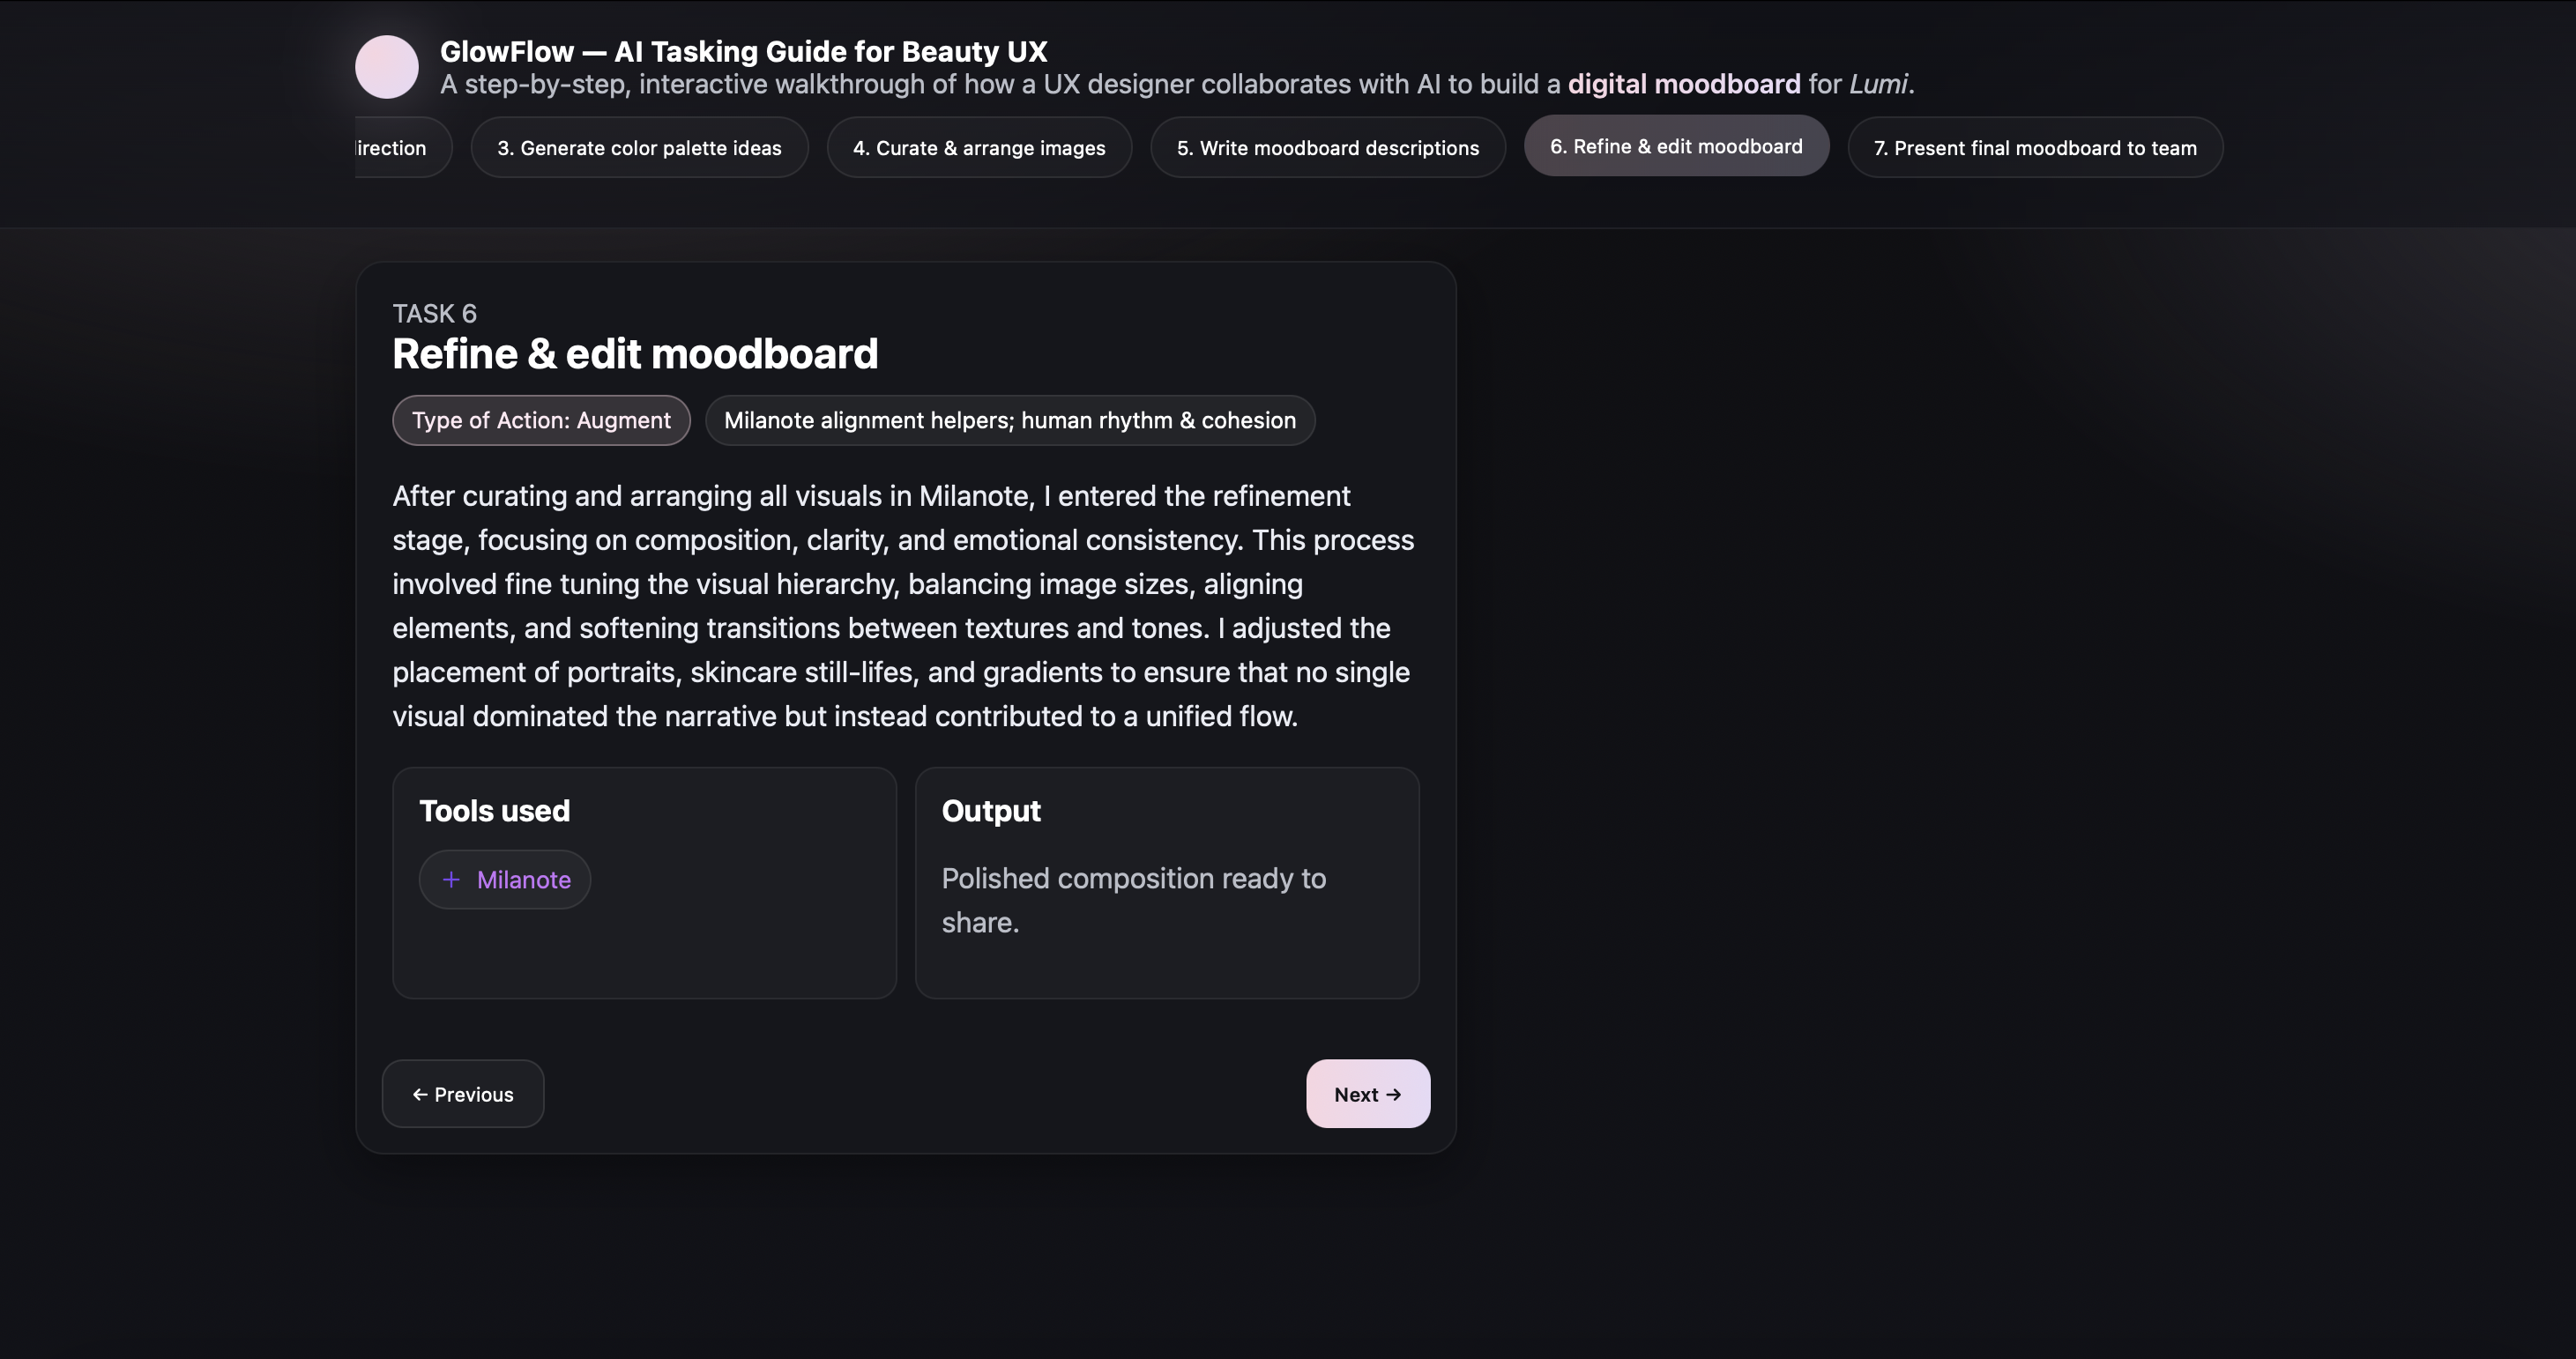 GlowFlow — AI Tasking Guide for Beauty UX
A step-by-step, interactive walkthrough of how a UX designer collaborates with AI to build a digital moodboard for Lumi.
irection
3. Generate color palette ideas
4. Curate & arrange images
5. Write moodboard descriptions
6. Refine & edit moodboard
7. Present final moodboard to team
TASK 6
Refine & edit moodboard
Type of Action: Augment
Milanote alignment helpers; human rhythm & cohesion
After curating and arranging all visuals in Milanote, I entered the refinement
stage, focusing on composition, clarity, and emotional consistency. This process
involved fine tuning the visual hierarchy, balancing image sizes, aligning
elements, and softening transitions between textures and tones. I adjusted the
placement of portraits, skincare still-lifes, and gradients to ensure that no single
visual dominated the narrative but instead contributed to a unified flow.
Tools used
+ Milanote
Output
Polished composition ready to
share.
← Previous
Next →